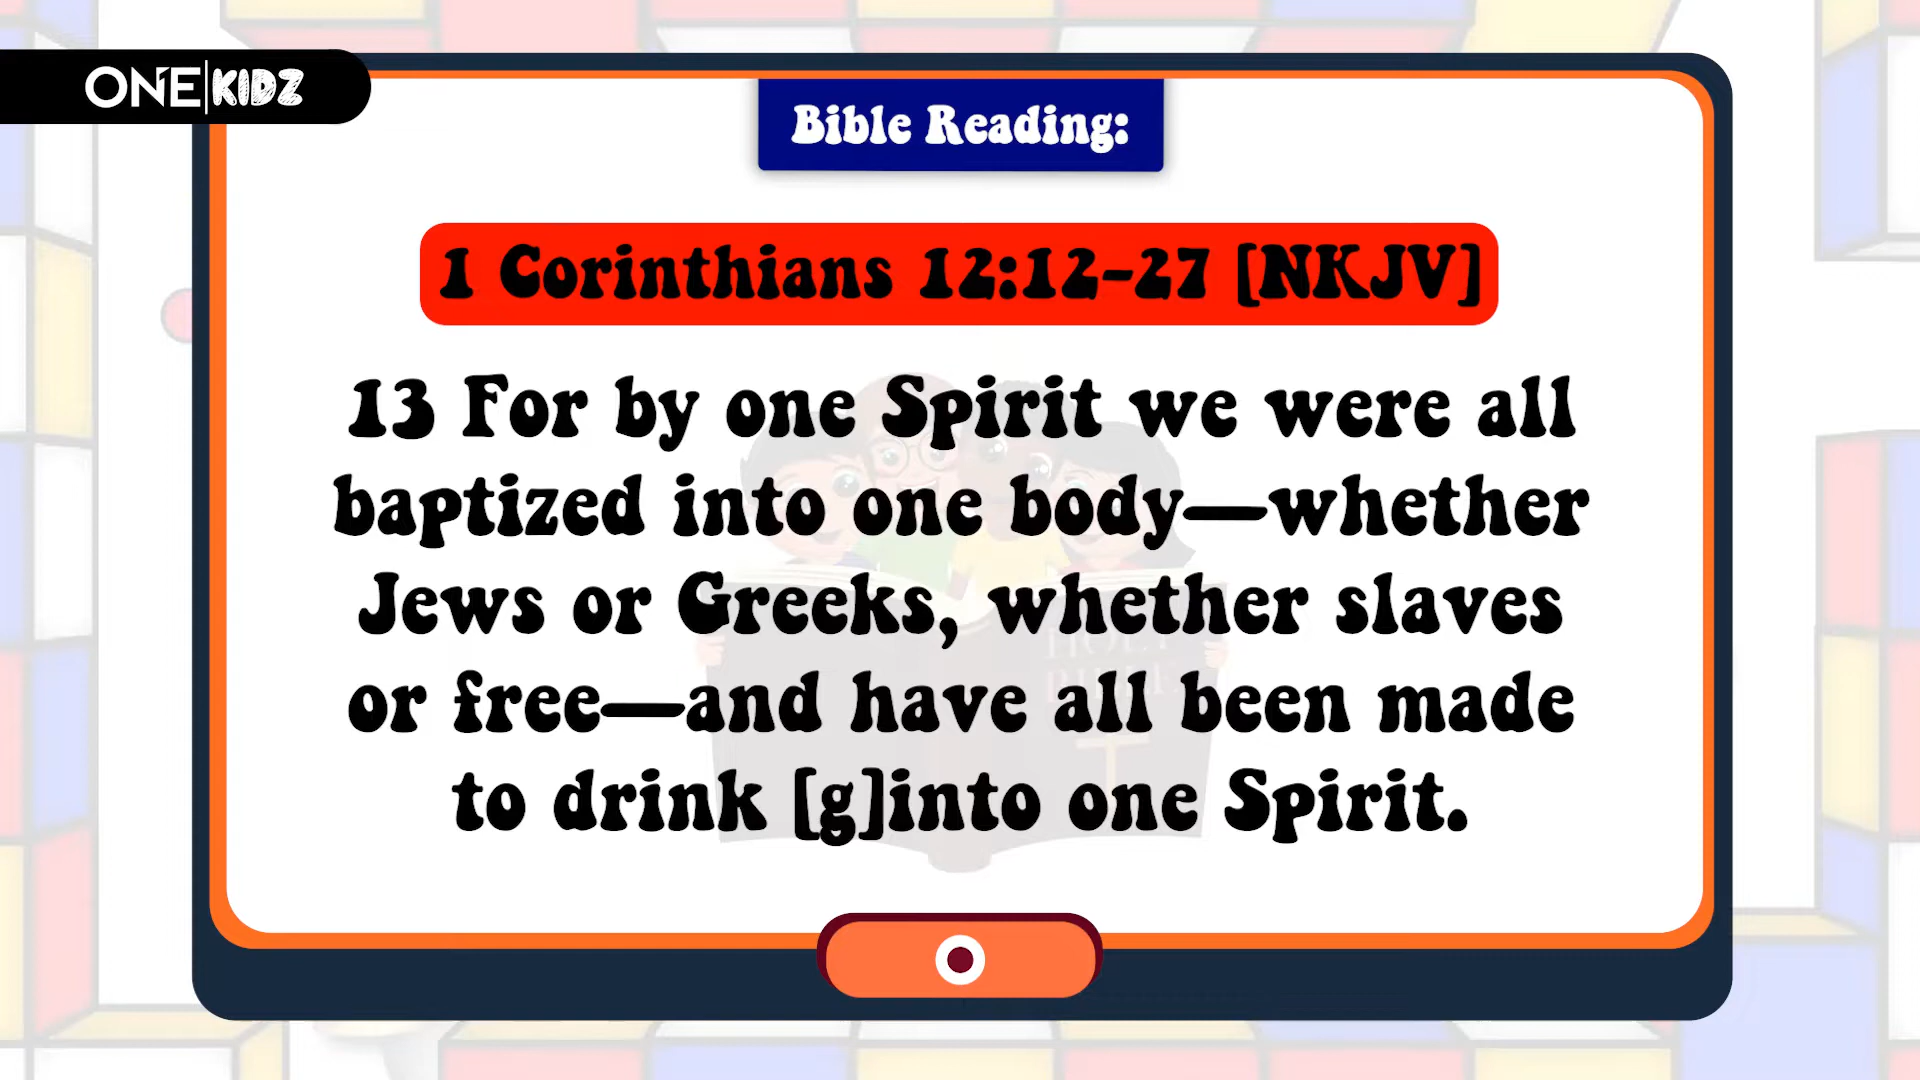 ONE KIDZ
Bible Reading:
1 Corinthians 12:12-27 [NKJV]
13 For by one Spirit we were all
baptized into one body—whether
Jews or Greeks, whether slaves
or free—and have all been made
to drink [g]into one Spirit.
HOLY
BIBLE